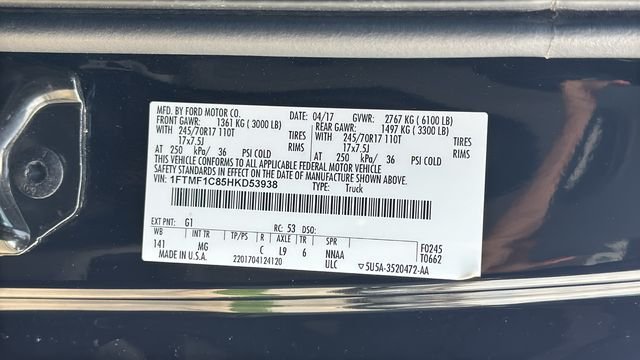 MFD. BY FORD MOTOR CO. DATE: 04/17 GVWR: 2767 KG ( 6100 LB)
FRONT GAWR: 1361 KG ( 3000 LB) REAR GAWR: 1497 KG ( 3300 LB)
WITH 245/70R17 110T TIRES WITH 245/70R17 110T TIRES
17x7.5J RIMS 17x7.5J RIMS
AT 250 kPa/ 36 PSI COLD AT 250 kPa/ 36 PSI COLD
THIS VEHICLE CONFORMS TO ALL APPLICABLE FEDERAL MOTOR VEHICLE
SAFETY STANDARDS IN EFFECT ON THE DATE OF MANUFACTURE SHOWN ABOVE.
VIN: 1FTMF1C85HKD53938 TYPE: Truck
EXT PNT: G1 RC: 53 DSO:
WB INT TR TP/PS R AXLE TR SPR F0245
141 MG C L9 6 NNAA T0662
MADE IN U.S.A. 2201704124120 ULC ▽5U5A-3520472-AA